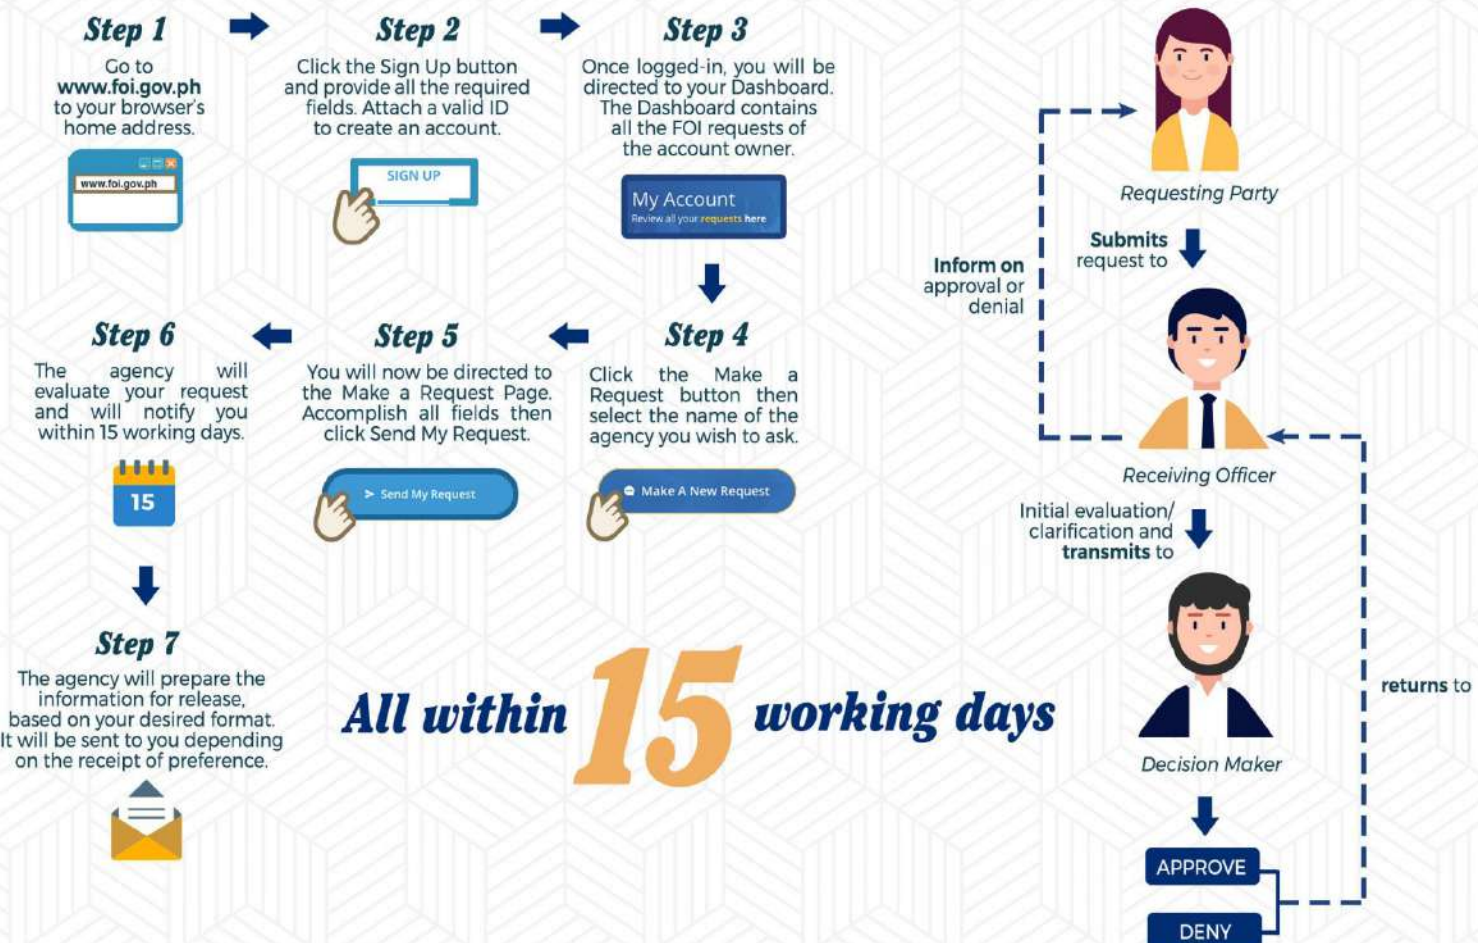 Step 1
Go to
www.foi.gov.ph
to your browser's
home address.
www.foi.gov.ph
Step 2
Click the Sign Up button
and provide all the required
fields. Attach a valid ID
to create an account.
SIGN UP
Step 3
Once logged-in, you will be
directed to your Dashboard.
The Dashboard contains
all the FOI requests of
the account owner.
My Account
Review all your requests here
Step 4
Click the Make a
Request button then
select the name of the
agency you wish to ask.
Make A New Request
Step 5
You will now be directed to
the Make a Request Page.
Accomplish all fields then
click Send My Request.
Send My Request
Step 6
The agency will
evaluate your request
and will notify you
within 15 working days.
15
Step 7
The agency will prepare the
information for release,
based on your desired format.
It will be sent to you depending
on the receipt of preference.
All within 15 working days
Requesting Party
Submits
request to
Inform on
approval or
denial
Receiving Officer
Initial evaluation/
clarification and
transmits to
Decision Maker
returns to
APPROVE
DENY